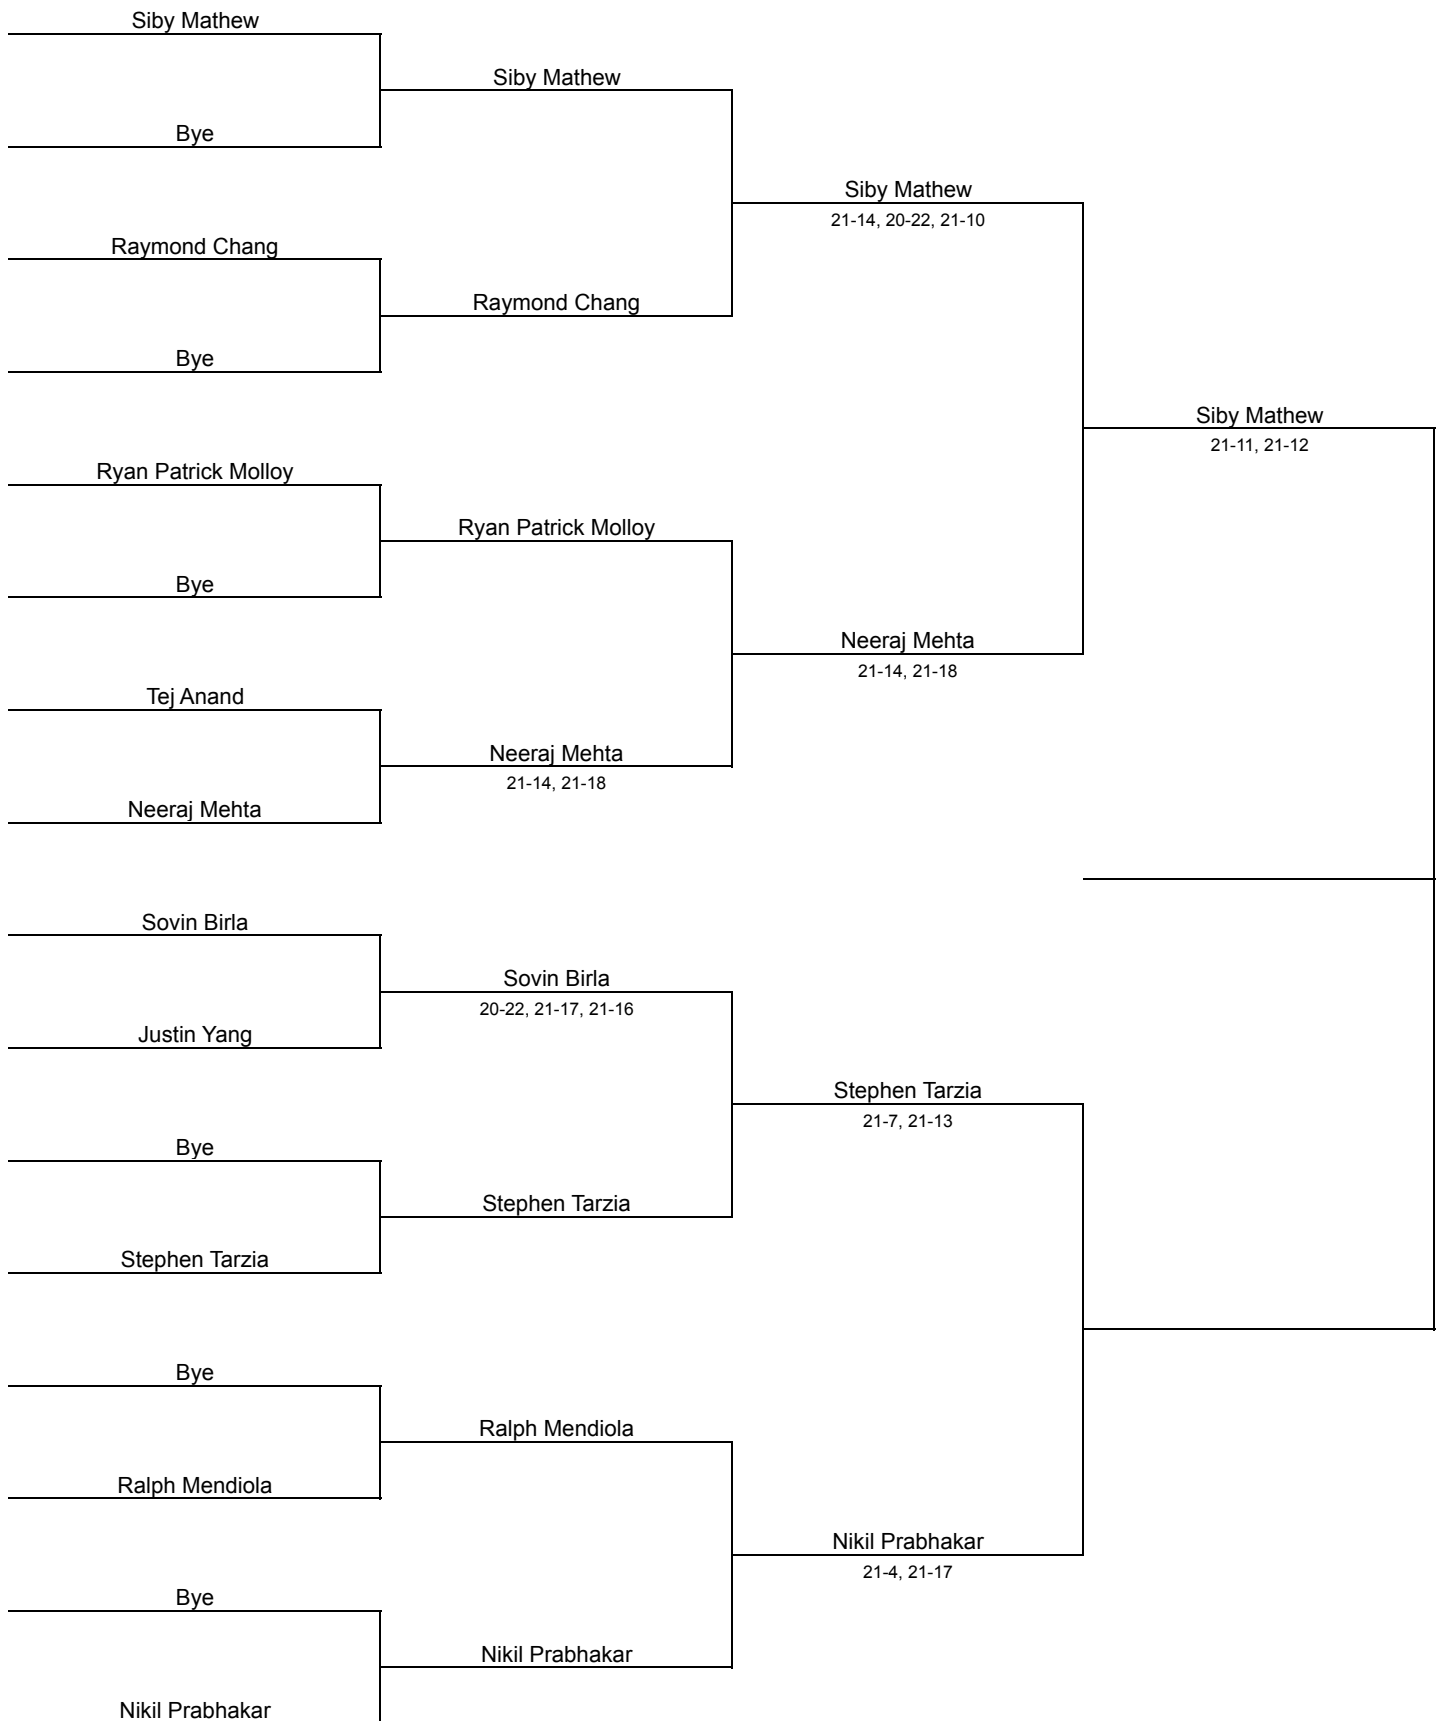 Siby Mathew
Siby Mathew
Bye
Siby Mathew
21-14, 20-22, 21-10
Raymond Chang
Raymond Chang
Bye
Siby Mathew
21-11, 21-12
Ryan Patrick Molloy
Ryan Patrick Molloy
Bye
Neeraj Mehta
21-14, 21-18
Tej Anand
Neeraj Mehta
21-14, 21-18
Neeraj Mehta
Sovin Birla
Sovin Birla
20-22, 21-17, 21-16
Justin Yang
Stephen Tarzia
21-7, 21-13
Bye
Stephen Tarzia
Stephen Tarzia
Bye
Ralph Mendiola
Ralph Mendiola
Nikil Prabhakar
21-4, 21-17
Bye
Nikil Prabhakar
Nikil Prabhakar